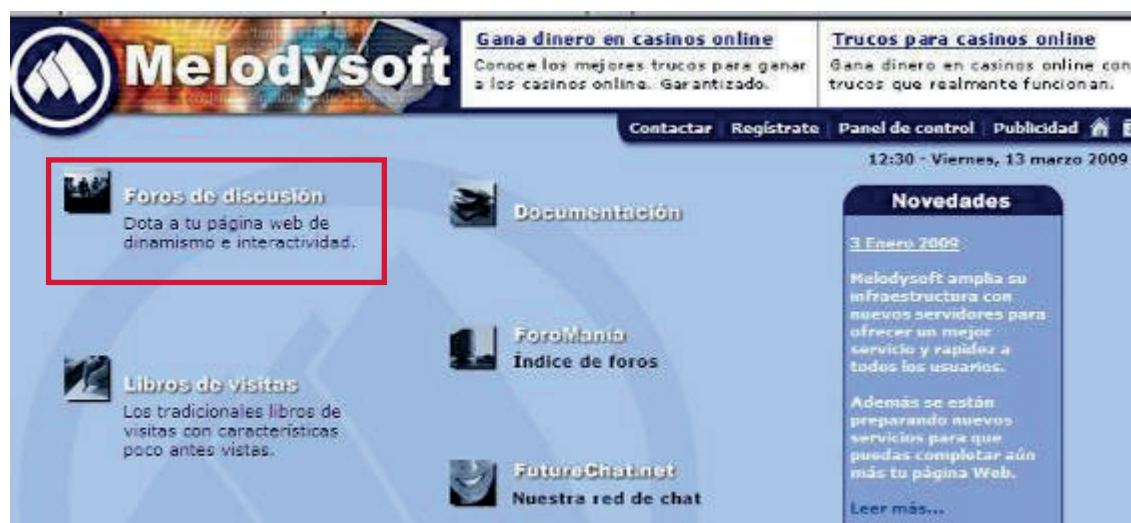 Melodysoft
Gana dinero en casinos online
Conoce los mejores trucos para ganar
a los casinos online. Garantizado.
Trucos para casinos online
Gana dinero en casinos online con
trucos que realmente funcionan.
Contactar Regístrate Panel de control Publicidad
12:30 - Viernes, 13 marzo 2009
Foros de discusión
Dota a tu página web de
dinamismo e interactividad.
Libros de visitas
Los tradicionales libros de
visitas con características
poco antes vistas.
Documentación
ForoManía
Índice de foros
FutureChat.net
Nuestra red de chat
Novedades
3 Enero 2009
Melodysoft amplia su
infraestructura con
nuevos servidores para
ofrecer un mejor
servicio y rapidez a
todos los usuarios.
Además se están
preparando nuevos
servicios para que
puedas completar aún
más tu página Web.
Leer más...